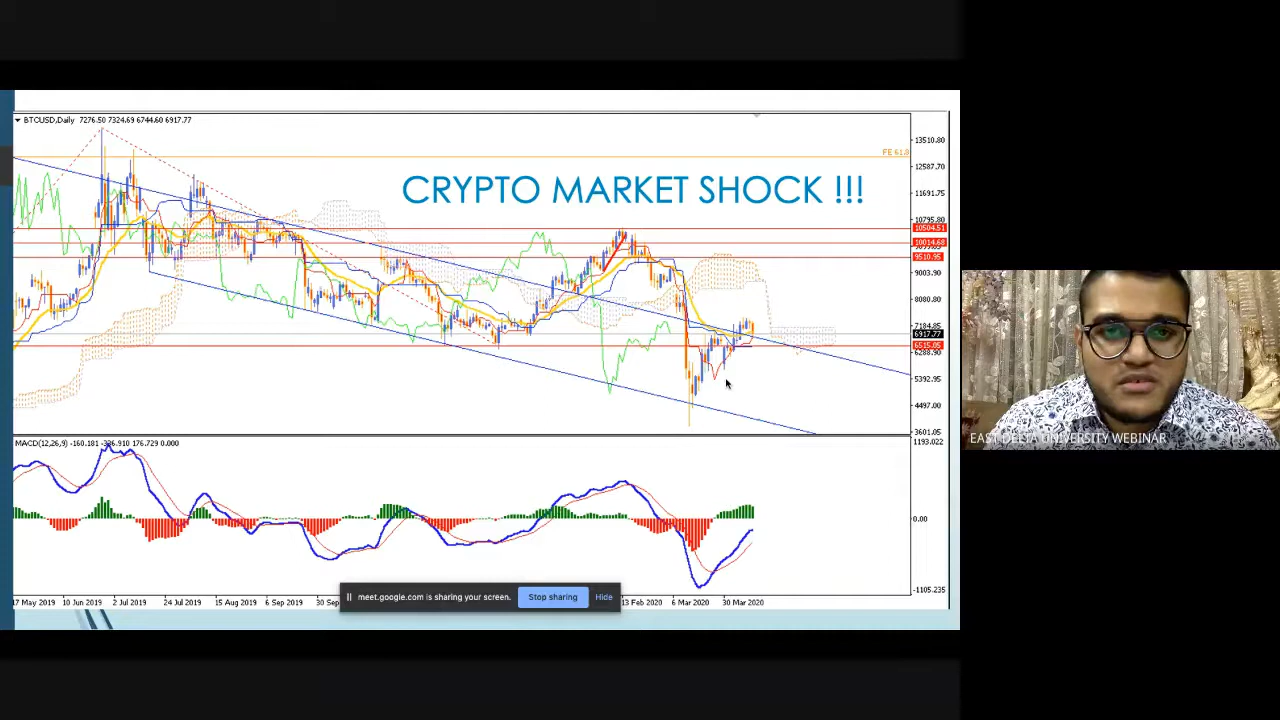 BTCUSD,Daily 7276.50 7324.69 6744.60 6917.77
CRYPTO MARKET SHOCK !!!
FE 61.8
13510.80
12587.70
11691.75
10795.80
10504.51
10014.68
9510.95
9003.90
8080.80
7184.85
6917.77
6515.05
6288.90
5392.95
4497.00
3601.05
MACD(12,26,9) -160.181 -336.910 176.729 0.000
1193.022
0.00
-1105.235
17 May 2019 10 Jun 2019 2 Jul 2019 24 Jul 2019 15 Aug 2019 6 Sep 2019 30 Sep 13 Feb 2020 6 Mar 2020 30 Mar 2020
meet.google.com is sharing your screen. Stop sharing Hide
EAST DELTA UNIVERSITY WEBINAR